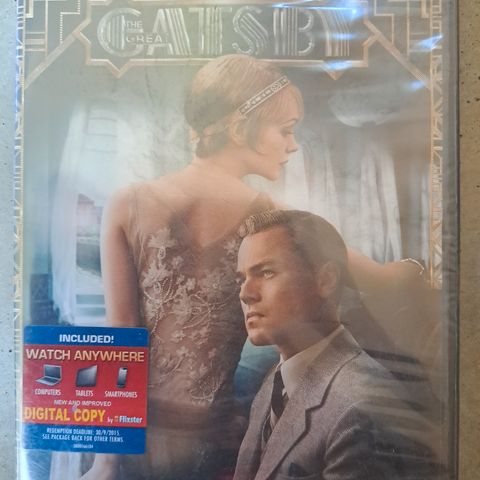 THE
GREAT
GATSBY
INCLUDED!
WATCH ANYWHERE
COMPUTERS TABLETS SMARTPHONES
NEW AND IMPROVED
DIGITAL COPY by Flixster
REDEMPTION DEADLINE: 30/9/2015
SEE PACKAGE BACK FOR OTHER TERMS